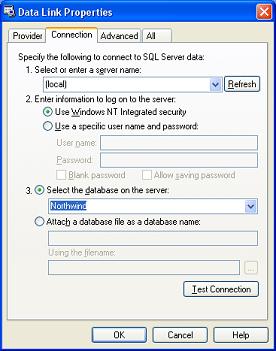 Data Link Properties
Provider Connection Advanced All
Specify the following to connect to SQL Server data:
1. Select or enter a server name:
(local) Refresh
2. Enter information to log on to the server:
Use Windows NT Integrated security
Use a specific user name and password:
User name:
Password:
Blank password Allow saving password
3. Select the database on the server:
Northwind
Attach a database file as a database name:
Using the filename:
...
Test Connection
OK Cancel Help